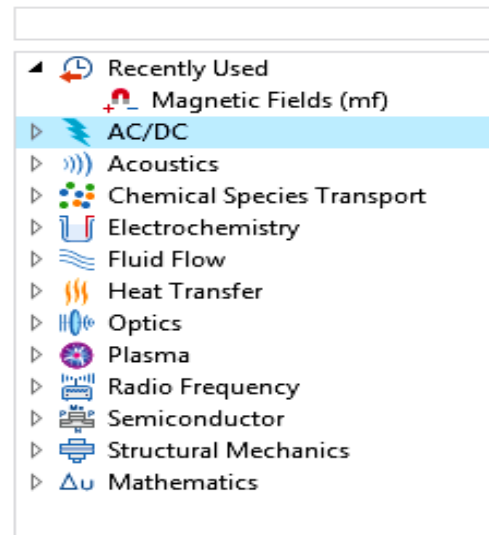 Recently Used
Magnetic Fields (mf)
AC/DC
Acoustics
Chemical Species Transport
Electrochemistry
Fluid Flow
Heat Transfer
Optics
Plasma
Radio Frequency
Semiconductor
Structural Mechanics
Δu Mathematics